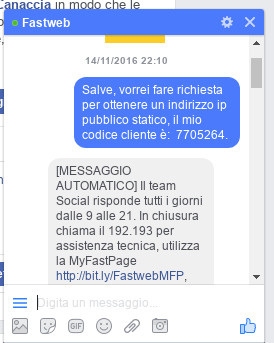 Canaccia in modo che le
Fastweb
14/11/2016 22:10
Salve, vorrei fare richiesta
per ottenere un indirizzo ip
pubblico statico, il mio
codice cliente è: 7705264.
[MESSAGGIO
AUTOMATICO] Il team
Social risponde tutti i giorni
dalle 9 alle 21. In chiusura
chiama il 192.193 per
assistenza tecnica, utilizza
la MyFastPage
http://bit.ly/FastwebMFP,
Digita un messaggio...
GIF